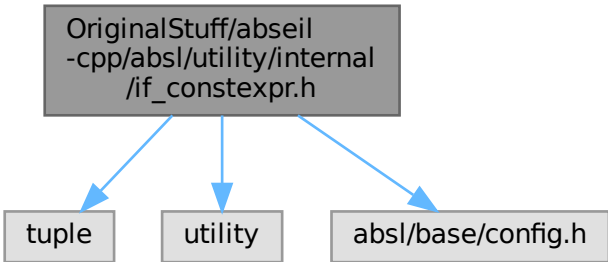 OriginalStuff/abseil
-cpp/absl/utility/internal
/if_constexpr.h
tuple
utility
absl/base/config.h